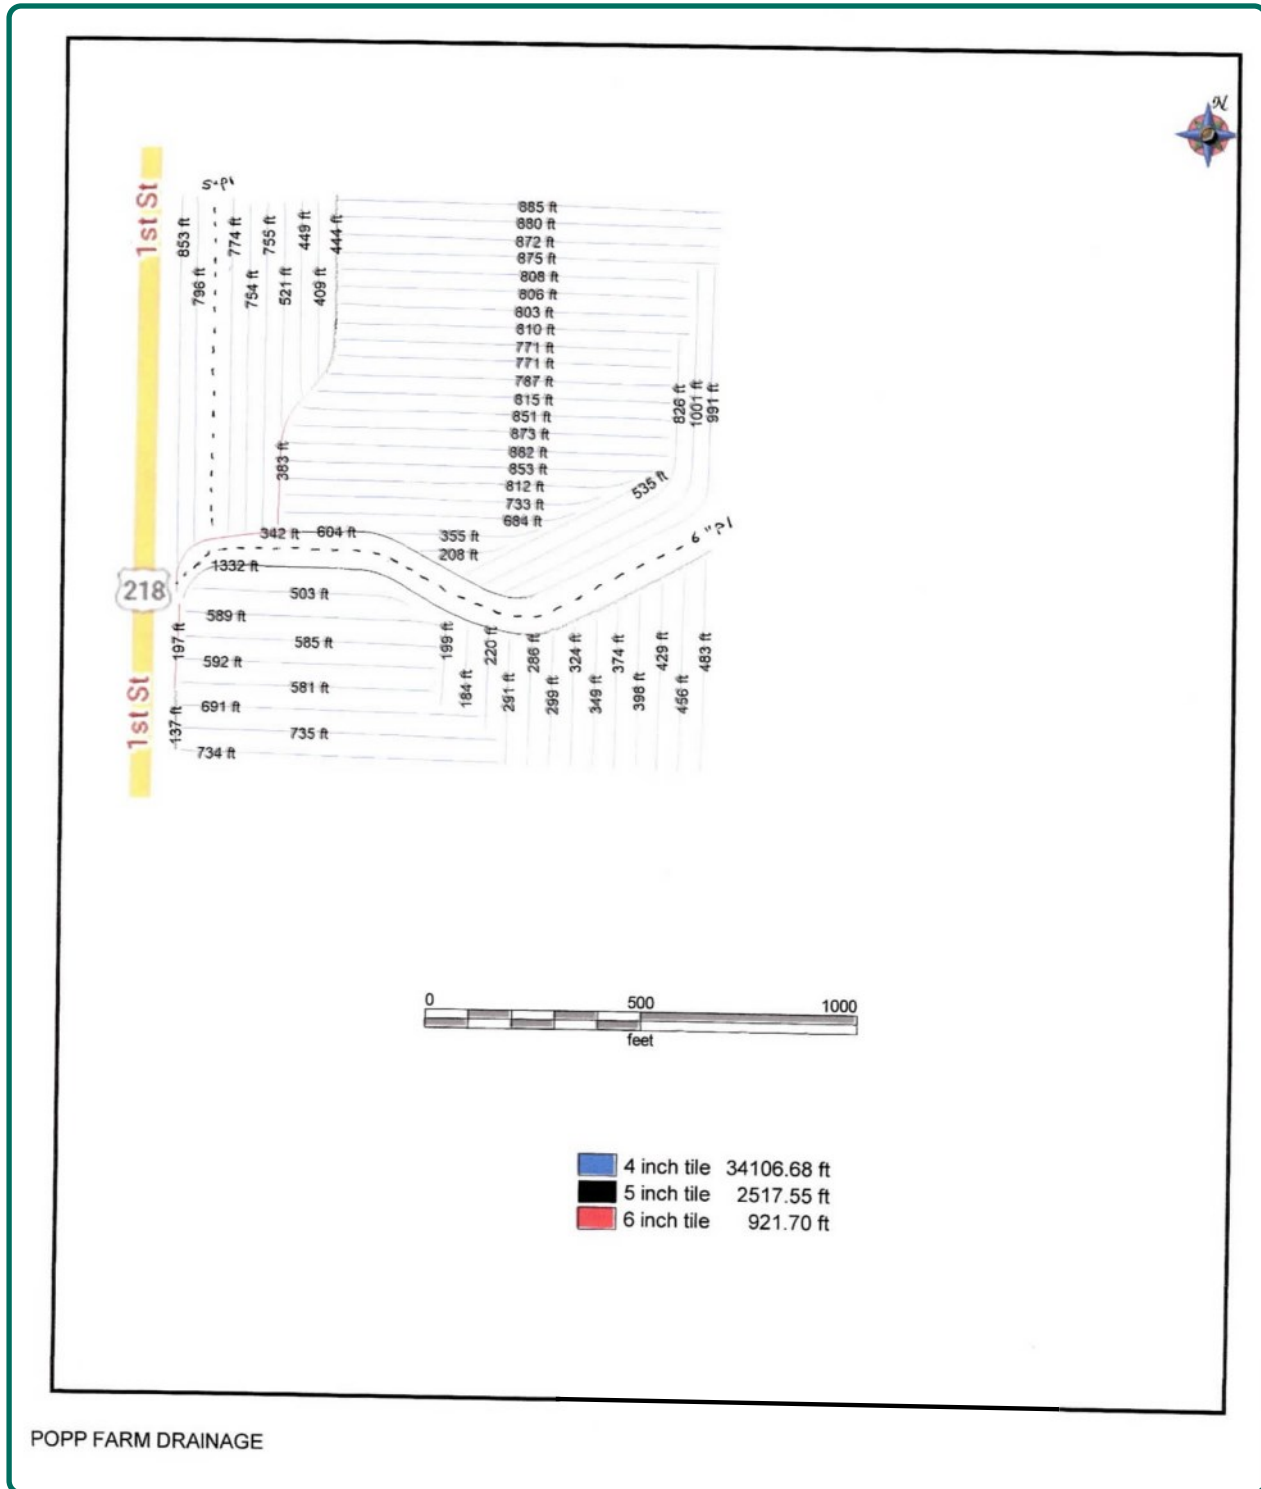 N
1st St
853 ft
796 ft
774 ft
754 ft
755 ft
521 ft
449 ft
409 ft
444 ft
885 ft
880 ft
872 ft
875 ft
808 ft
806 ft
803 ft
810 ft
771 ft
771 ft
787 ft
815 ft
851 ft
873 ft
882 ft
853 ft
812 ft
733 ft
684 ft
826 ft
1001 ft
991 ft
383 ft
535 ft
342 ft
604 ft
355 ft
208 ft
6" pl
1332 ft
218
503 ft
589 ft
197 ft
585 ft
592 ft
581 ft
691 ft
137 ft
735 ft
734 ft
1st St
199 ft
184 ft
220 ft
291 ft
286 ft
299 ft
324 ft
349 ft
374 ft
398 ft
429 ft
456 ft
483 ft
0 500 1000
feet
4 inch tile 34106.68 ft
5 inch tile 2517.55 ft
6 inch tile 921.70 ft
POPP FARM DRAINAGE